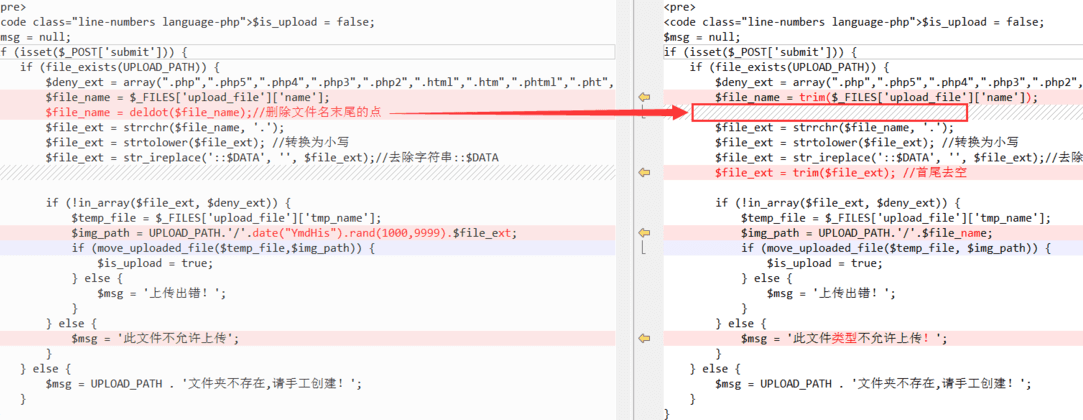 pre>
code class="line-numbers language-php">$is_upload = false;
msg = null;
if (isset($_POST['submit'])) {
if (file_exists(UPLOAD_PATH)) {
$deny_ext = array(".php",".php5",".php4",".php3",".php2",".html",".htm",".phtml",".pht",
$file_name = $_FILES['upload_file']['name'];
$file_name = deldot($file_name);//删除文件名末尾的点
$file_ext = strrchr($file_name, '.');
$file_ext = strtolower($file_ext); //转换为小写
$file_ext = str_ireplace('::$DATA', '', $file_ext);//去除字符串::$DATA
if (!in_array($file_ext, $deny_ext)) {
$temp_file = $_FILES['upload_file']['tmp_name'];
$img_path = UPLOAD_PATH.'/'.date("YmdHis").rand(1000,9999).$file_ext;
if (move_uploaded_file($temp_file,$img_path)) {
$is_upload = true;
} else {
$msg = '上传出错！';
}
} else {
$msg = '此文件不允许上传';
}
} else {
$msg = UPLOAD_PATH . '文件夹不存在,请手工创建！';
}
<pre>
<code class="line-numbers language-php">$is_upload = false;
$msg = null;
if (isset($_POST['submit'])) {
if (file_exists(UPLOAD_PATH)) {
$deny_ext = array(".php",".php5",".php4",".php3",".php2"
$file_name = trim($_FILES['upload_file']['name']);
$file_ext = strrchr($file_name, '.');
$file_ext = strtolower($file_ext); //转换为小写
$file_ext = str_ireplace('::$DATA', '', $file_ext);//去除
$file_ext = trim($file_ext); //首尾去空
if (!in_array($file_ext, $deny_ext)) {
$temp_file = $_FILES['upload_file']['tmp_name'];
$img_path = UPLOAD_PATH.'/'.$file_name;
if (move_uploaded_file($temp_file, $img_path)) {
$is_upload = true;
} else {
$msg = '上传出错！';
}
} else {
$msg = '此文件类型不允许上传！';
}
} else {
$msg = UPLOAD_PATH . '文件夹不存在,请手工创建！';
}
}